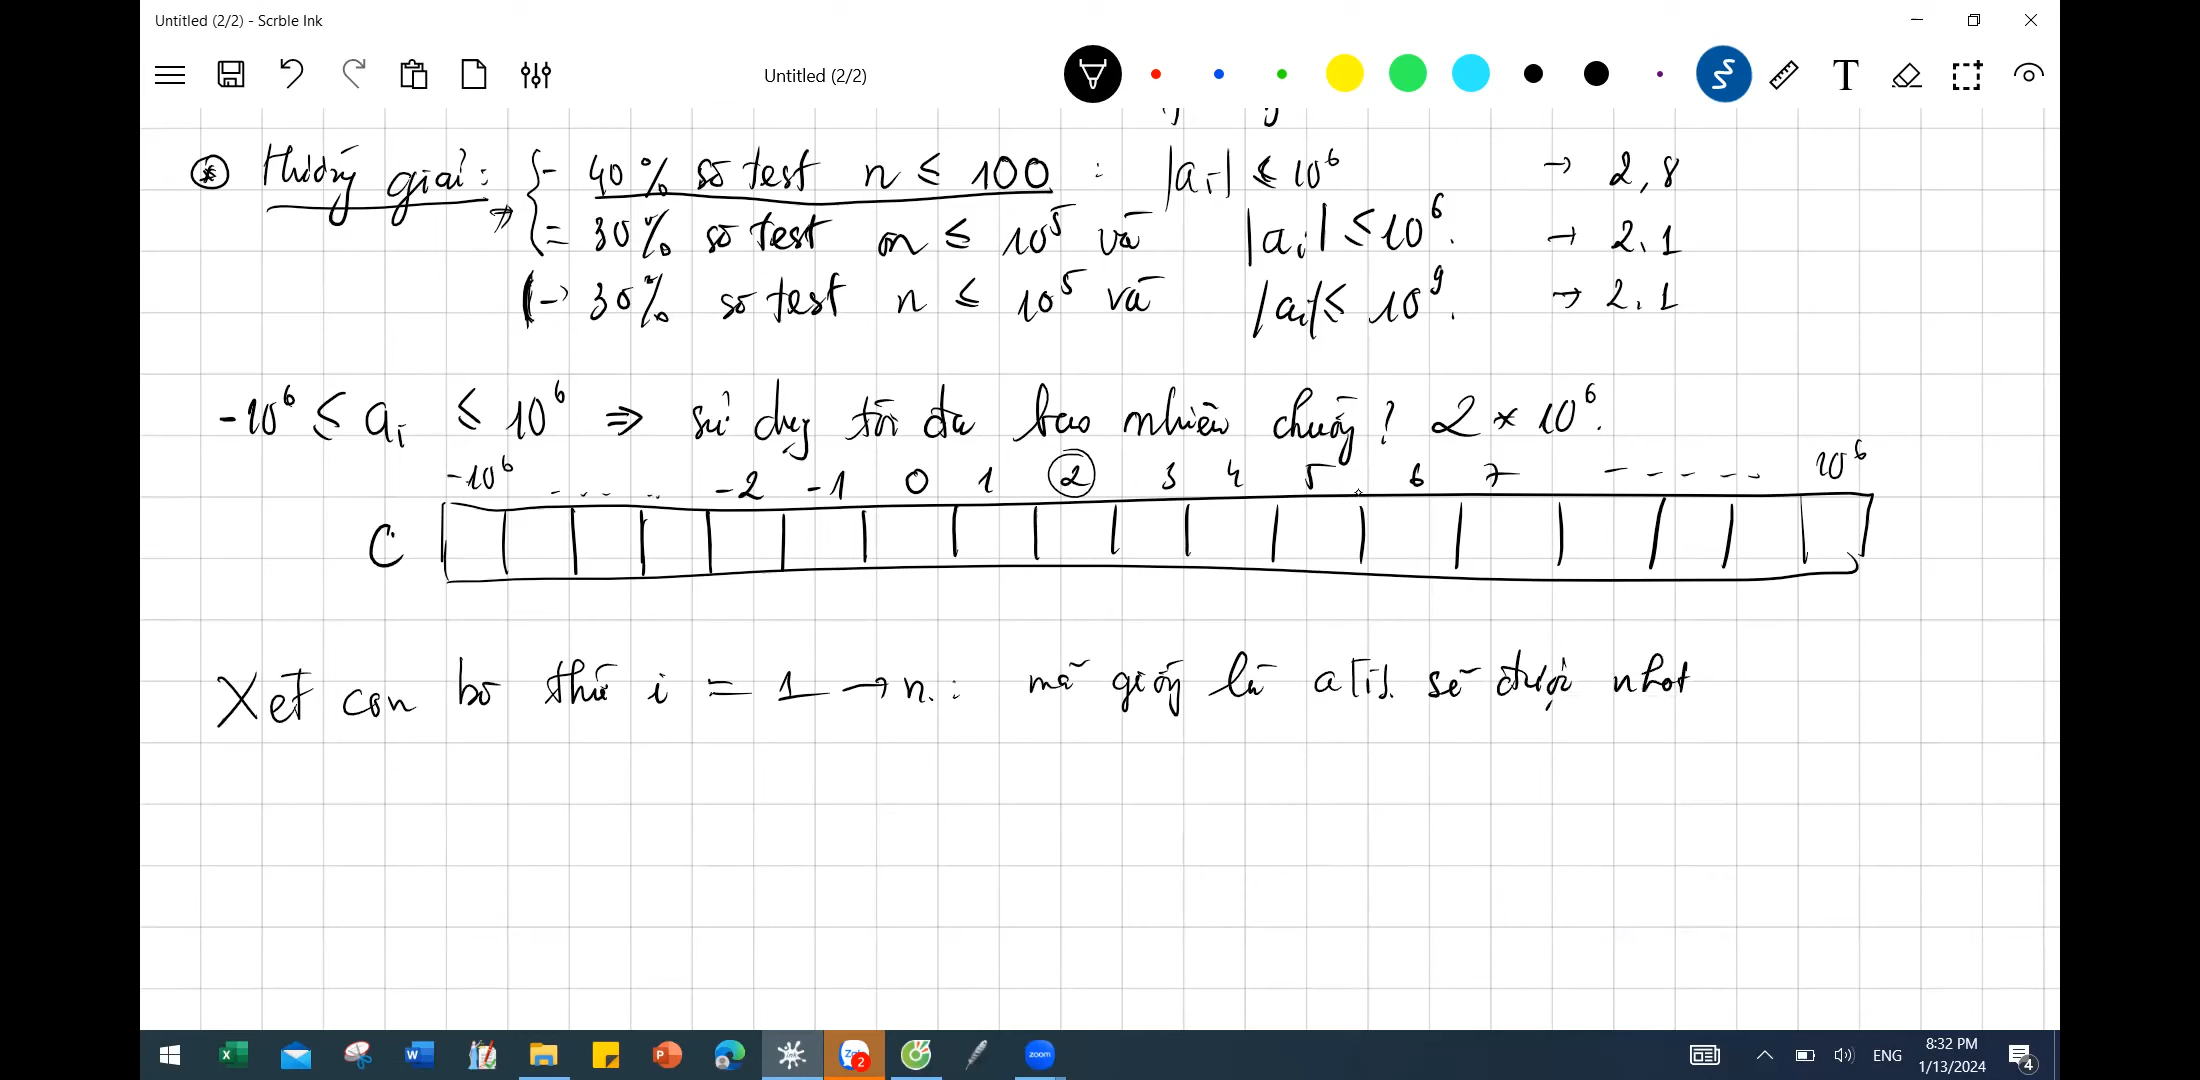 Untitled (2/2) - Scrble Ink
Untitled (2/2)
T
Hướng giải: - 40% số test n ≤ 100 : |ai| ≤ 10^6 → 2,8
= 30% số test n ≤ 10^5 và |ai| ≤ 10^6. → 2.1
→ 30% số test n ≤ 10^5 và |ai| ≤ 10^9. → 2.1
-10^6 ≤ ai ≤ 10^6 ⇒ sử dụng tối đa bao nhiêu chuồng? 2 * 10^6.
-10^6 ..... -2 -1 0 1 2 3 4 5 6 7 - - - - - 10^6
C
Xét con bò thứ i = 1 → n.: mã giống là a[i]. sẽ được nhốt
zoom
ENG
8:32 PM
1/13/2024
2
4